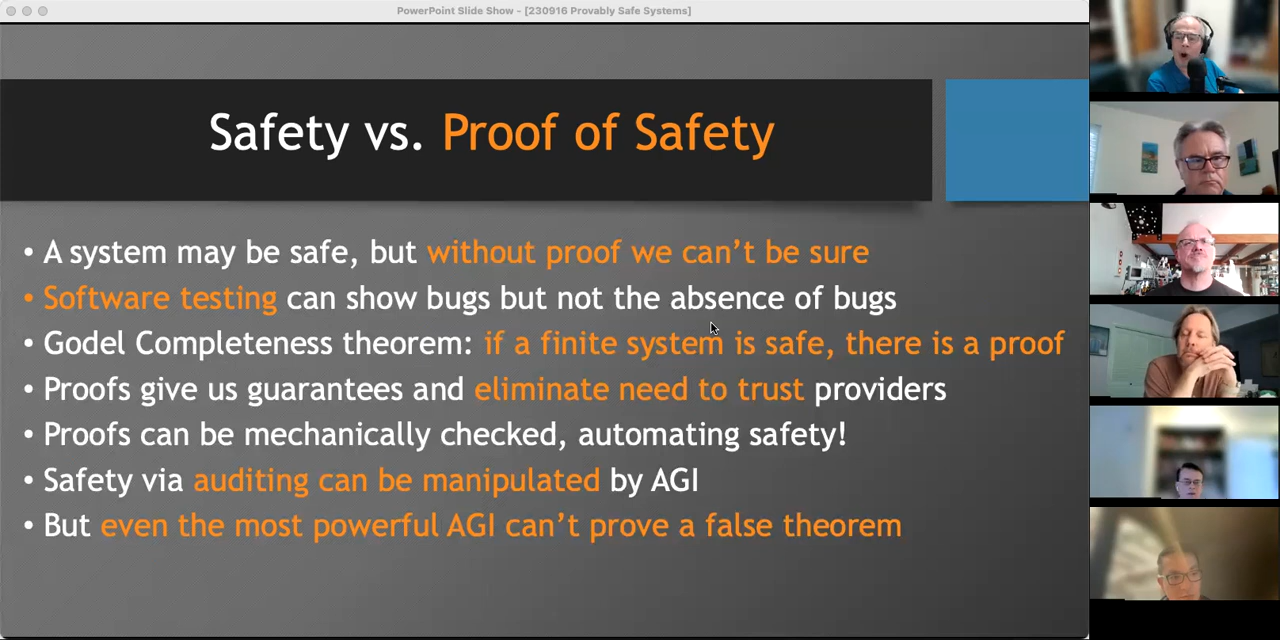 PowerPoint Slide Show - [230916 Provably Safe Systems]
Safety vs. Proof of Safety
• A system may be safe, but without proof we can’t be sure
• Software testing can show bugs but not the absence of bugs
• Godel Completeness theorem: if a finite system is safe, there is a proof
• Proofs give us guarantees and eliminate need to trust providers
• Proofs can be mechanically checked, automating safety!
• Safety via auditing can be manipulated by AGI
• But even the most powerful AGI can’t prove a false theorem